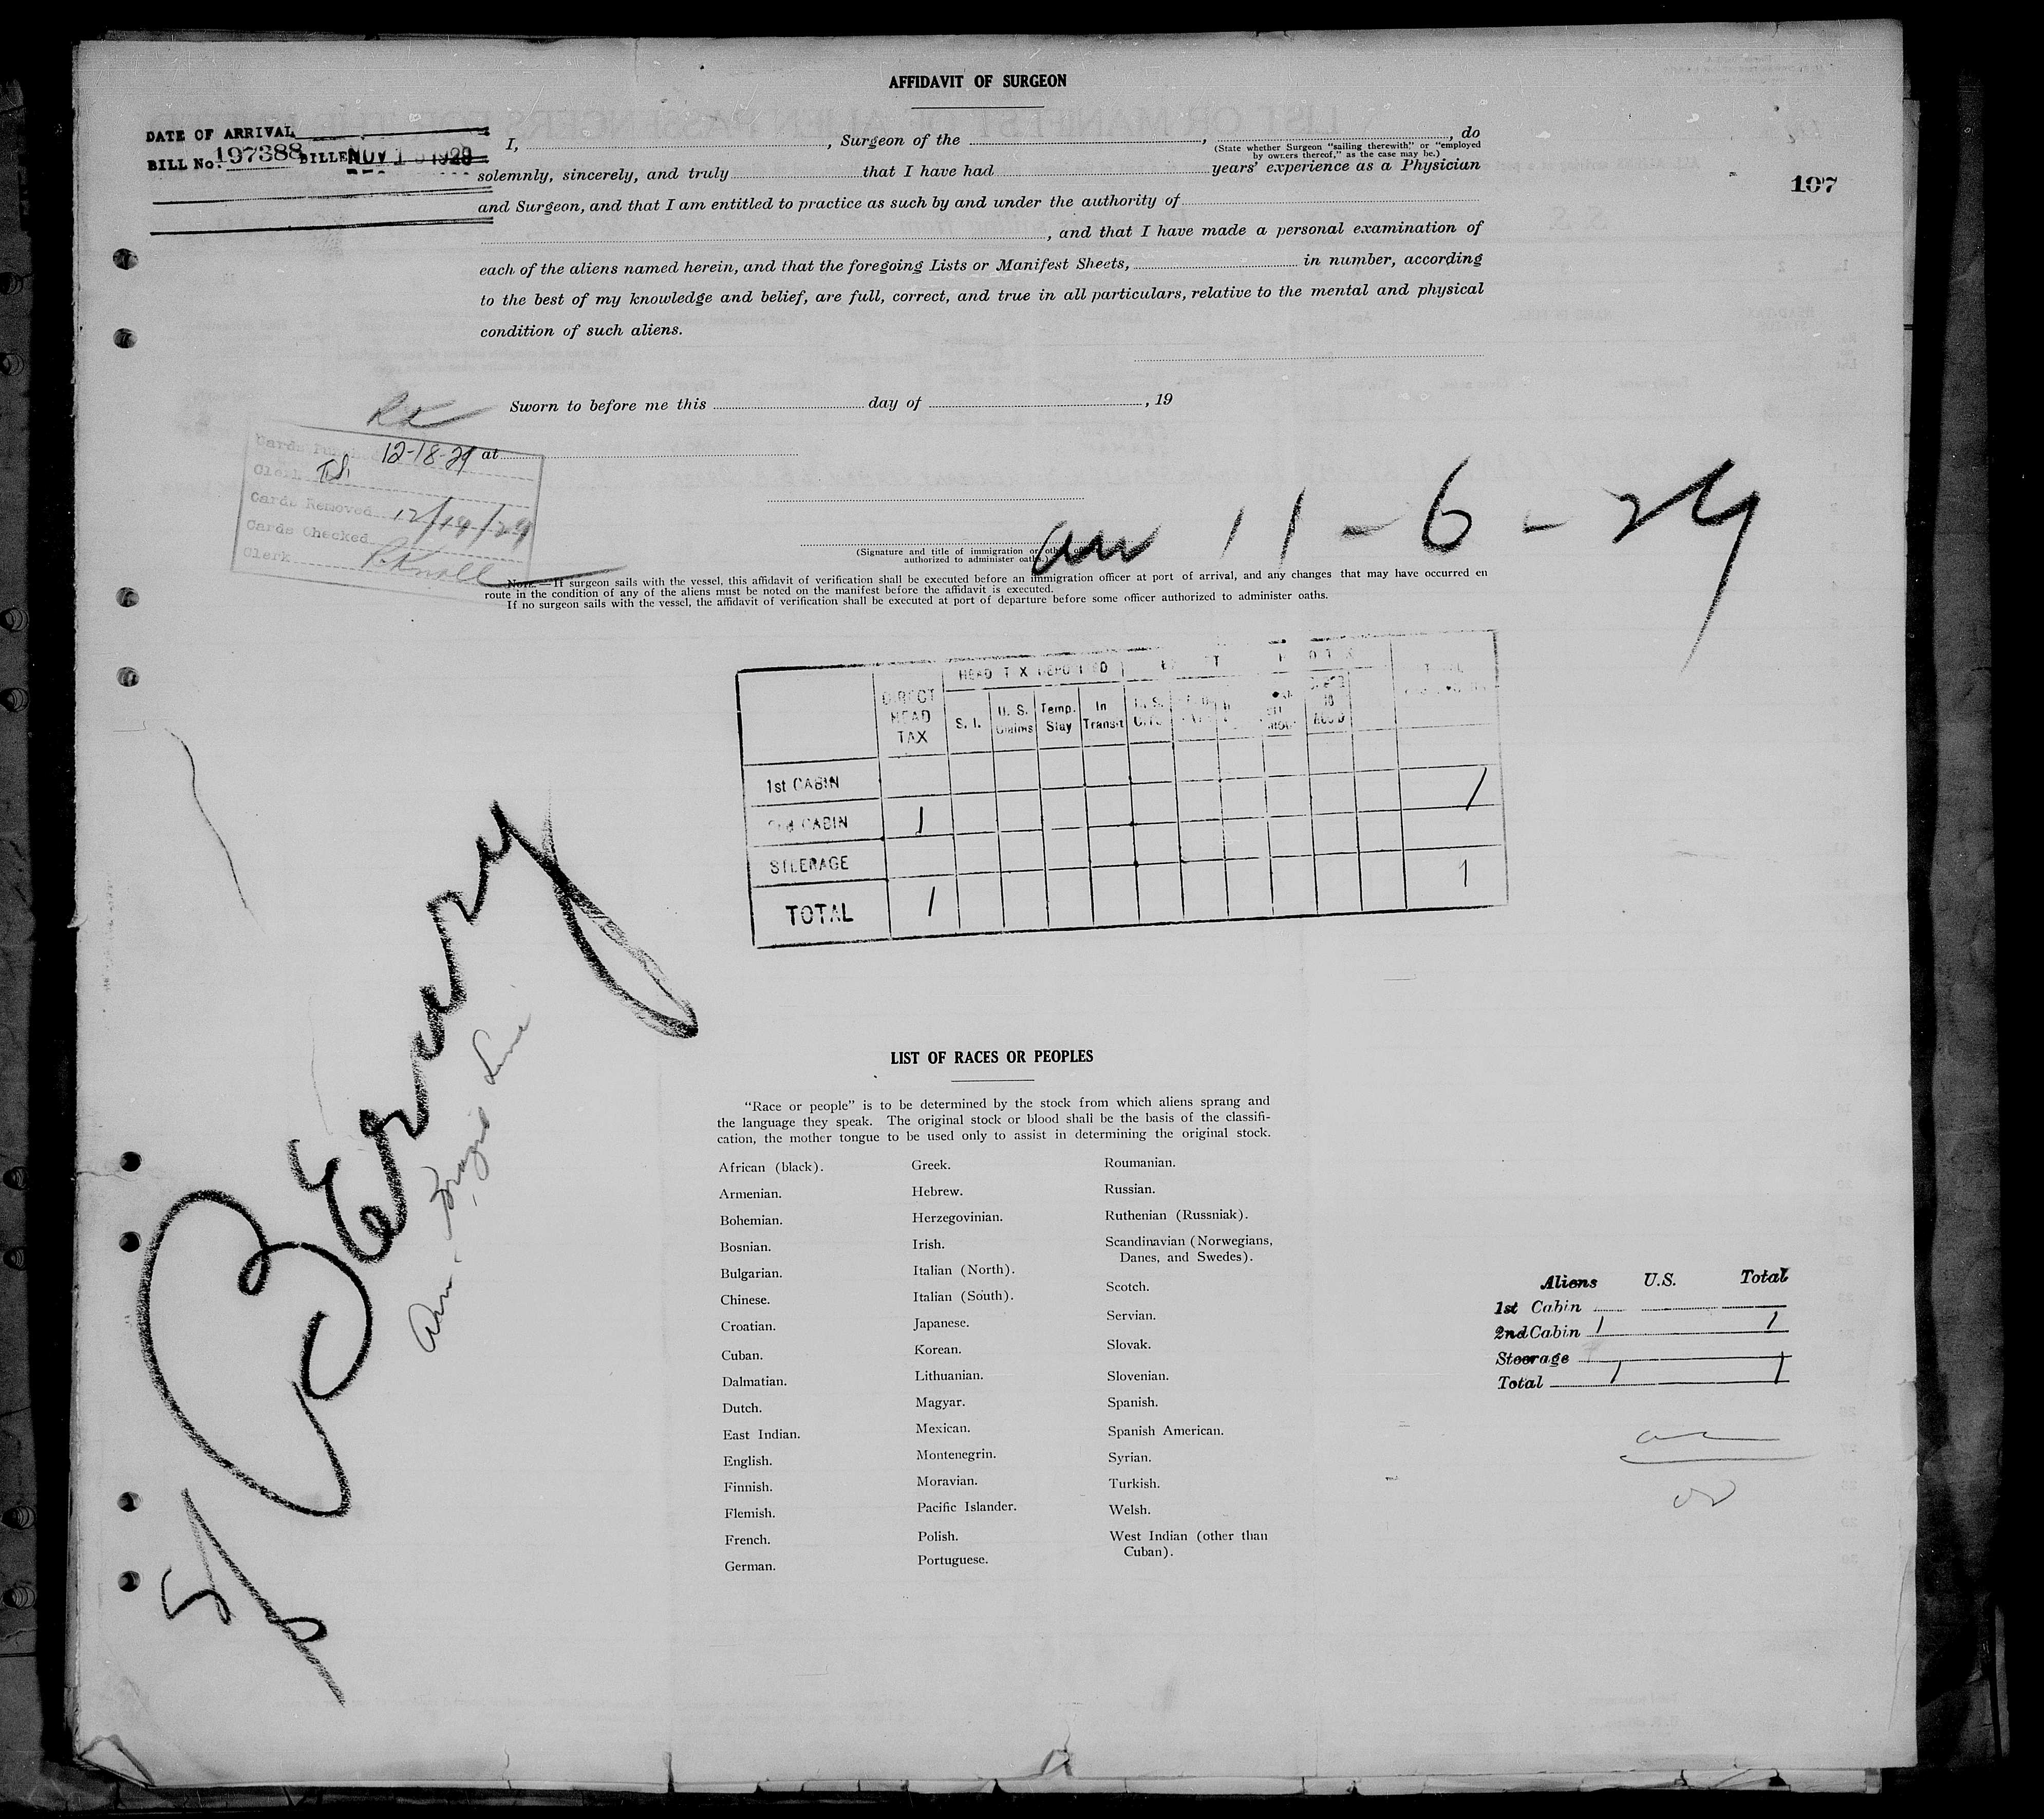 AFFIDAVIT OF SURGEON
DATE OF ARRIVAL
BILL No. 197388 BILLED NOV 1 1929
107
I, , Surgeon of the , , do
(State whether Surgeon "sailing therewith" or "employed
by owners thereof," as the case may be.)
solemnly, sincerely, and truly that I have had years' experience as a Physician
and Surgeon, and that I am entitled to practice as such by and under the authority of
, and that I have made a personal examination of
each of the aliens named herein, and that the foregoing Lists or Manifest Sheets, in number, according
to the best of my knowledge and belief, are full, correct, and true in all particulars, relative to the mental and physical
condition of such aliens.
RK
Sworn to before me this day of , 19
at
Cards 12-18-29
Clerk
Cards Removed 12/19/29
Cards Checked
Clerk R. Knoll
arr 11-6-29
(Signature and title of immigration or other officer
authorized to administer oaths.)
Note.—If surgeon sails with the vessel, this affidavit of verification shall be executed before an immigration officer at port of arrival, and any changes that may have occurred en
route in the condition of any of the aliens must be noted on the manifest before the affidavit is executed.
If no surgeon sails with the vessel, the affidavit of verification shall be executed at port of departure before some officer authorized to administer oaths.
DIRECT HEAD TAX
HEAD TAX DEPOSITED
S. I. U. S. Claims Temp. Stay In Transit U. S. Citz.
1st CABIN
2nd CABIN 1 1
STEERAGE
TOTAL 1 1
S/S
Line
LIST OF RACES OR PEOPLES
"Race or people" is to be determined by the stock from which aliens sprang and
the language they speak. The original stock or blood shall be the basis of the classifi-
cation, the mother tongue to be used only to assist in determining the original stock.
African (black).
Armenian.
Bohemian.
Bosnian.
Bulgarian.
Chinese.
Croatian.
Cuban.
Dalmatian.
Dutch.
East Indian.
English.
Finnish.
Flemish.
French.
German.
Greek.
Hebrew.
Herzegovinian.
Irish.
Italian (North).
Italian (South).
Japanese.
Korean.
Lithuanian.
Magyar.
Mexican.
Montenegrin.
Moravian.
Pacific Islander.
Polish.
Portuguese.
Roumanian.
Russian.
Ruthenian (Russniak).
Scandinavian (Norwegians,
Danes, and Swedes).
Scotch.
Servian.
Slovak.
Slovenian.
Spanish.
Spanish American.
Syrian.
Turkish.
Welsh.
West Indian (other than
Cuban).
Aliens U.S. Total
1st Cabin
2nd Cabin 1 1
Steerage
Total 1 1